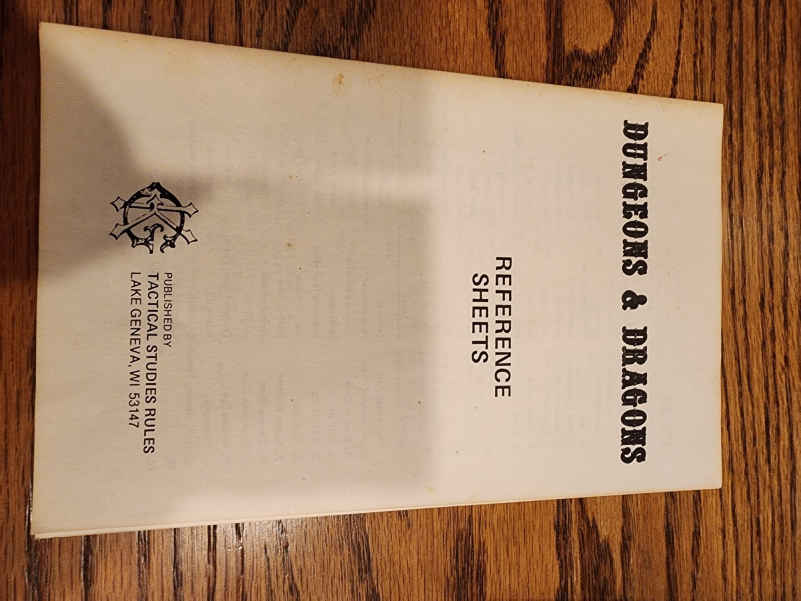 DUNGEONS & DRAGONS
REFERENCE
SHEETS
PUBLISHED BY
TACTICAL STUDIES RULES
LAKE GENEVA, WI 53147